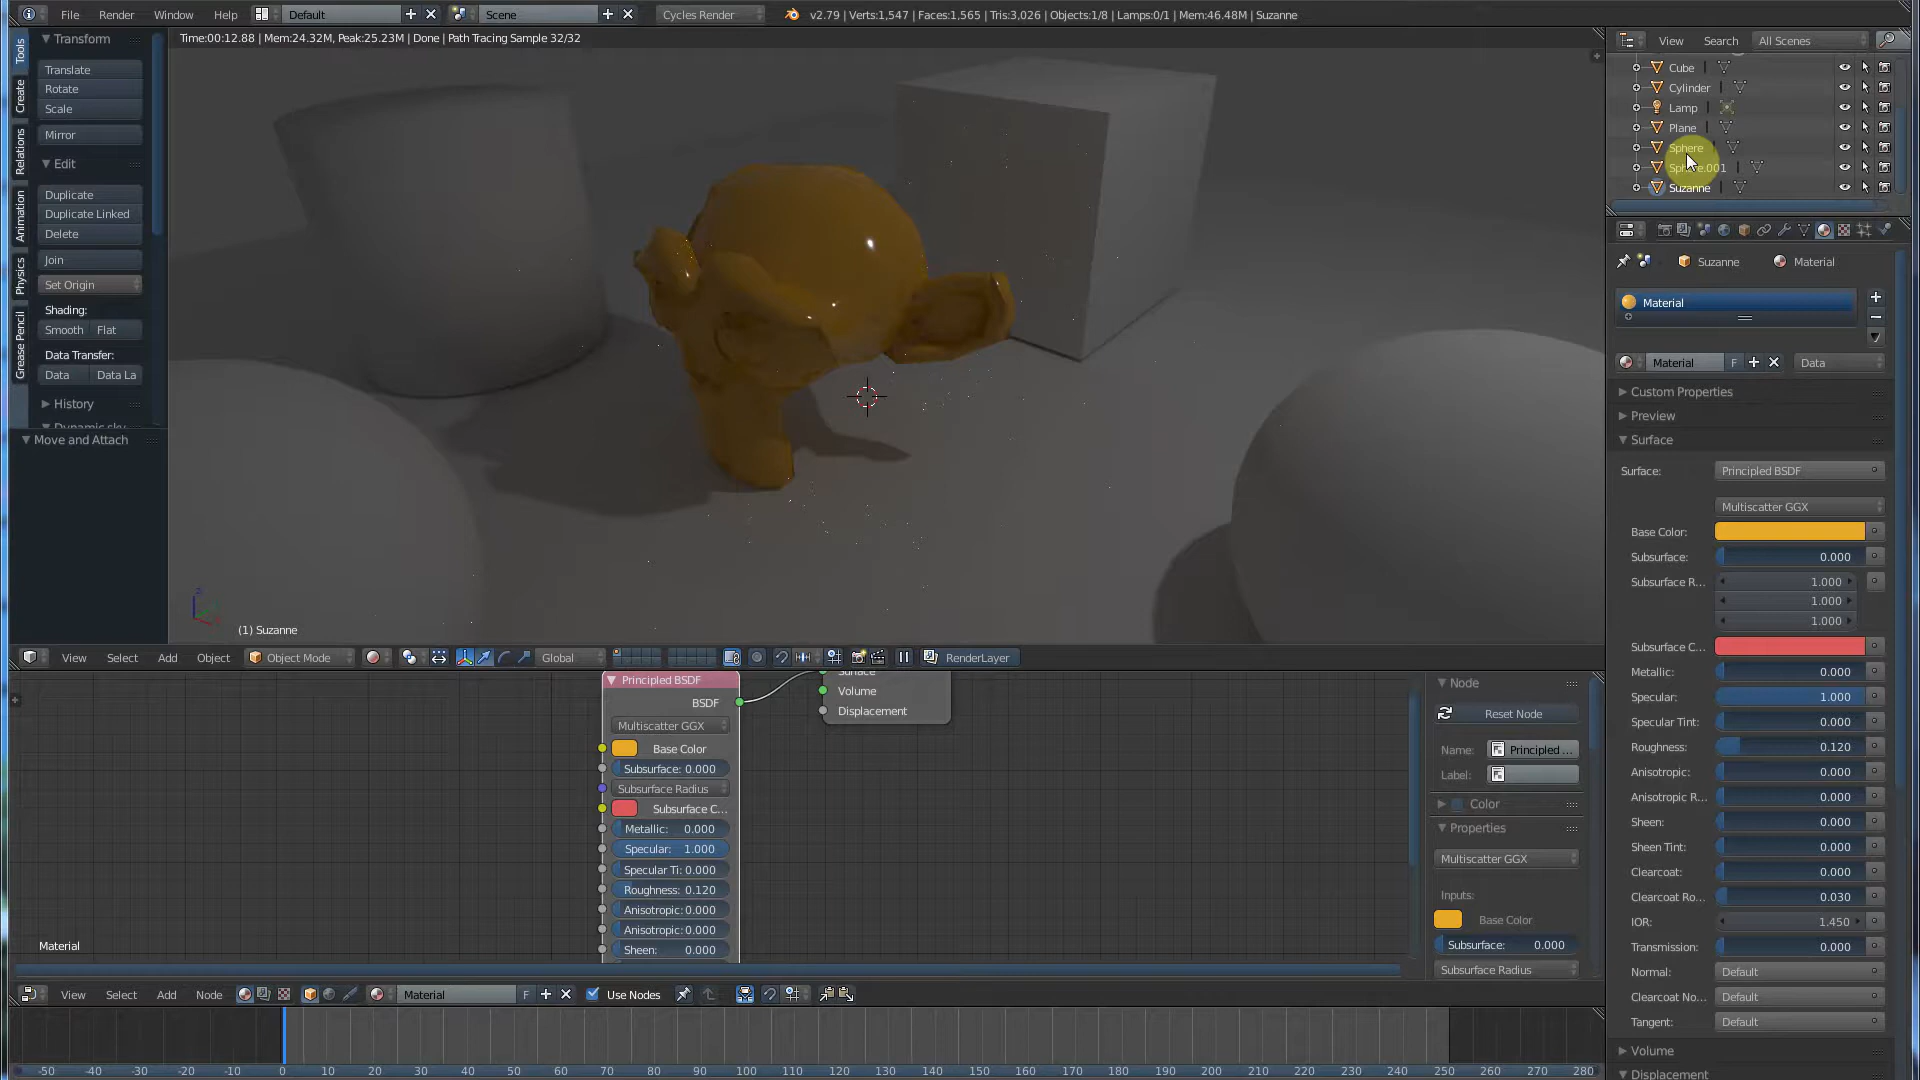 File Render Window Help Default Scene Cycles Render v2.79 | Verts:1,547 | Faces:1,565 | Tris:3,026 | Objects:1/8 | Lamps:0/1 | Mem:46.48M | Suzanne
Time:00:12.88 | Mem:24.32M, Peak:25.23M | Done | Path Tracing Sample 32/32
Tools
Create
Relations
Animation
Physics
Grease Pencil
Transform
Translate
Rotate
Scale
Mirror
Edit
Duplicate
Duplicate Linked
Delete
Join
Set Origin
Shading:
Smooth Flat
Data Transfer:
Data Data La
History
Move and Attach
(1) Suzanne
View Select Add Object Object Mode Global RenderLayer
View Search All Scenes
Cube
Cylinder
Lamp
Plane
Sphere
Suzanne
Suzanne Material
Material
Material F Data
Custom Properties
Preview
Surface
Surface: Principled BSDF
Multiscatter GGX
Base Color:
Subsurface: 0.000
Subsurface R... 1.000
1.000
1.000
Subsurface C...
Metallic: 0.000
Specular: 1.000
Specular Tint: 0.000
Roughness: 0.120
Anisotropic: 0.000
Anisotropic R... 0.000
Sheen: 0.000
Sheen Tint: 0.000
Clearcoat: 0.000
Clearcoat Ro... 0.030
IOR: 1.450
Transmission: 0.000
Normal: Default
Clearcoat No... Default
Tangent: Default
Volume
Displacement
Principled BSDF
BSDF
Multiscatter GGX
Base Color
Subsurface: 0.000
Subsurface Radius
Subsurface C...
Metallic: 0.000
Specular: 1.000
Specular Ti: 0.000
Roughness: 0.120
Anisotropic: 0.000
Anisotropic: 0.000
Sheen: 0.000
Surface
Volume
Displacement
Node
Reset Node
Name: Principled ...
Label:
Color
Properties
Multiscatter GGX
Inputs:
Base Color
Subsurface: 0.000
Subsurface Radius
Material
View Select Add Node Material F Use Nodes
-50 -40 -30 -20 -10 0 10 20 30 40 50 60 70 80 90 100 110 120 130 140 150 160 170 180 190 200 210 220 230 240 250 260 270 280